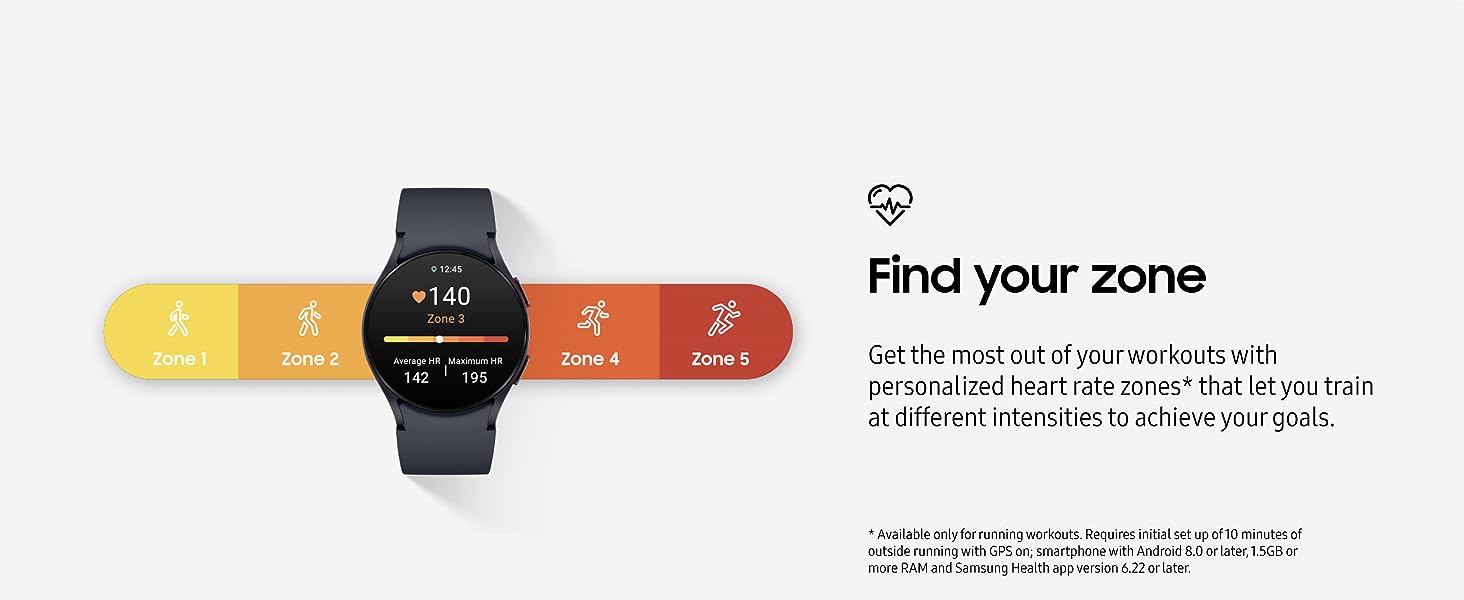 12:45
140
Zone 3
Average HR Maximum HR
142 195
Zone 1
Zone 2
Zone 4
Zone 5
Find your zone
Get the most out of your workouts with
personalized heart rate zones* that let you train
at different intensities to achieve your goals.
* Available only for running workouts. Requires initial set up of 10 minutes of
outside running with GPS on; smartphone with Android 8.0 or later, 1.5GB or
more RAM and Samsung Health app version 6.22 or later.